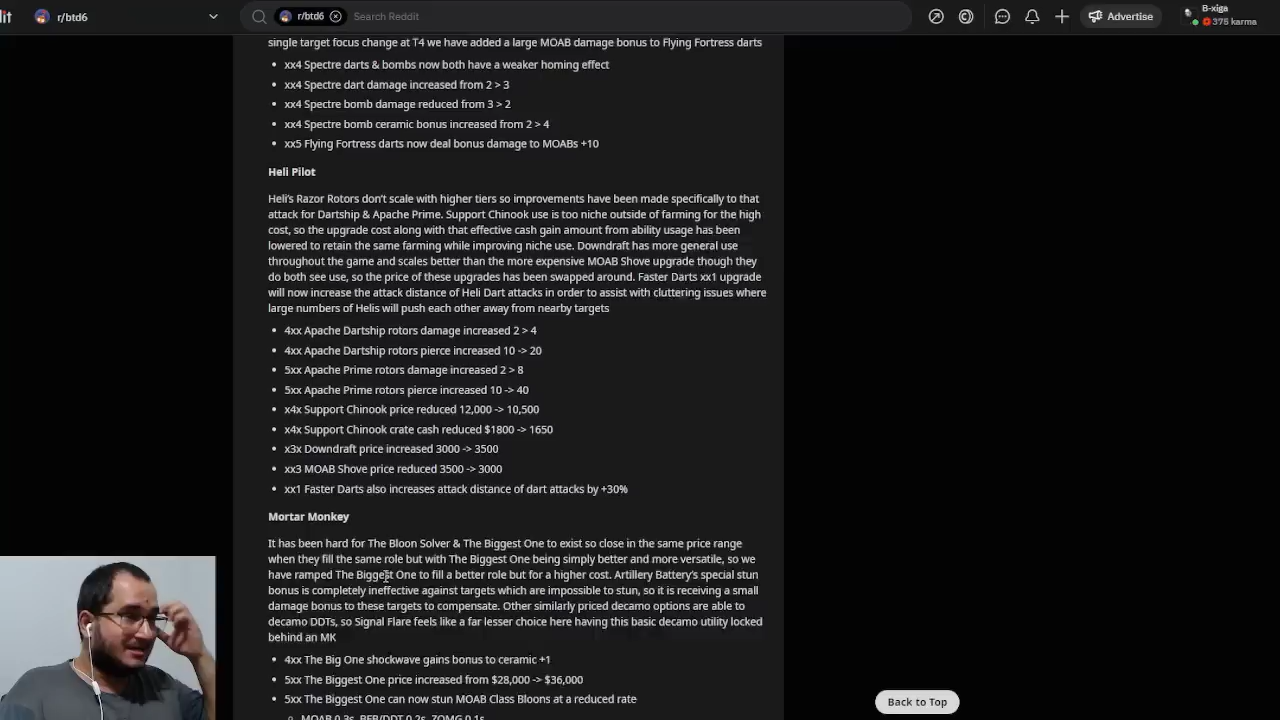 it
r/btd6
r/btd6
Search Reddit
Advertise
B-xiga
375 karma
single target focus change at T4 we have added a large MOAB damage bonus to Flying Fortress darts
• xx4 Spectre darts & bombs now both have a weaker homing effect
• xx4 Spectre dart damage increased from 2 > 3
• xx4 Spectre bomb damage reduced from 3 > 2
• xx4 Spectre bomb ceramic bonus increased from 2 > 4
• xx5 Flying Fortress darts now deal bonus damage to MOABs +10
Heli Pilot
Heli's Razor Rotors don't scale with higher tiers so improvements have been made specifically to that
attack for Dartship & Apache Prime. Support Chinook use is too niche outside of farming for the high
cost, so the upgrade cost along with that effective cash gain amount from ability usage has been
lowered to retain the same farming while improving niche use. Downdraft has more general use
throughout the game and scales better than the more expensive MOAB Shove upgrade though they
do both see use, so the price of these upgrades has been swapped around. Faster Darts xx1 upgrade
will now increase the attack distance of Heli Dart attacks in order to assist with cluttering issues where
large numbers of Helis will push each other away from nearby targets
• 4xx Apache Dartship rotors damage increased 2 > 4
• 4xx Apache Dartship rotors pierce increased 10 -> 20
• 5xx Apache Prime rotors damage increased 2 > 8
• 5xx Apache Prime rotors pierce increased 10 -> 40
• x4x Support Chinook price reduced 12,000 -> 10,500
• x4x Support Chinook crate cash reduced $1800 -> 1650
• x3x Downdraft price increased 3000 -> 3500
• xx3 MOAB Shove price reduced 3500 -> 3000
• xx1 Faster Darts also increases attack distance of dart attacks by +30%
Mortar Monkey
It has been hard for The Bloon Solver & The Biggest One to exist so close in the same price range
when they fill the same role but with The Biggest One being simply better and more versatile, so we
have ramped The Biggest One to fill a better role but for a higher cost. Artillery Battery's special stun
bonus is completely ineffective against targets which are impossible to stun, so it is receiving a small
damage bonus to these targets to compensate. Other similarly priced decamo options are able to
decamo DDTs, so Signal Flare feels like a far lesser choice here having this basic decamo utility locked
behind an MK
• 4xx The Big One shockwave gains bonus to ceramic +1
• 5xx The Biggest One price increased from $28,000 -> $36,000
• 5xx The Biggest One can now stun MOAB Class Bloons at a reduced rate
○ MOAB 0.3s, BFB/DDT 0.2s, ZOMG 0.1s
Back to Top